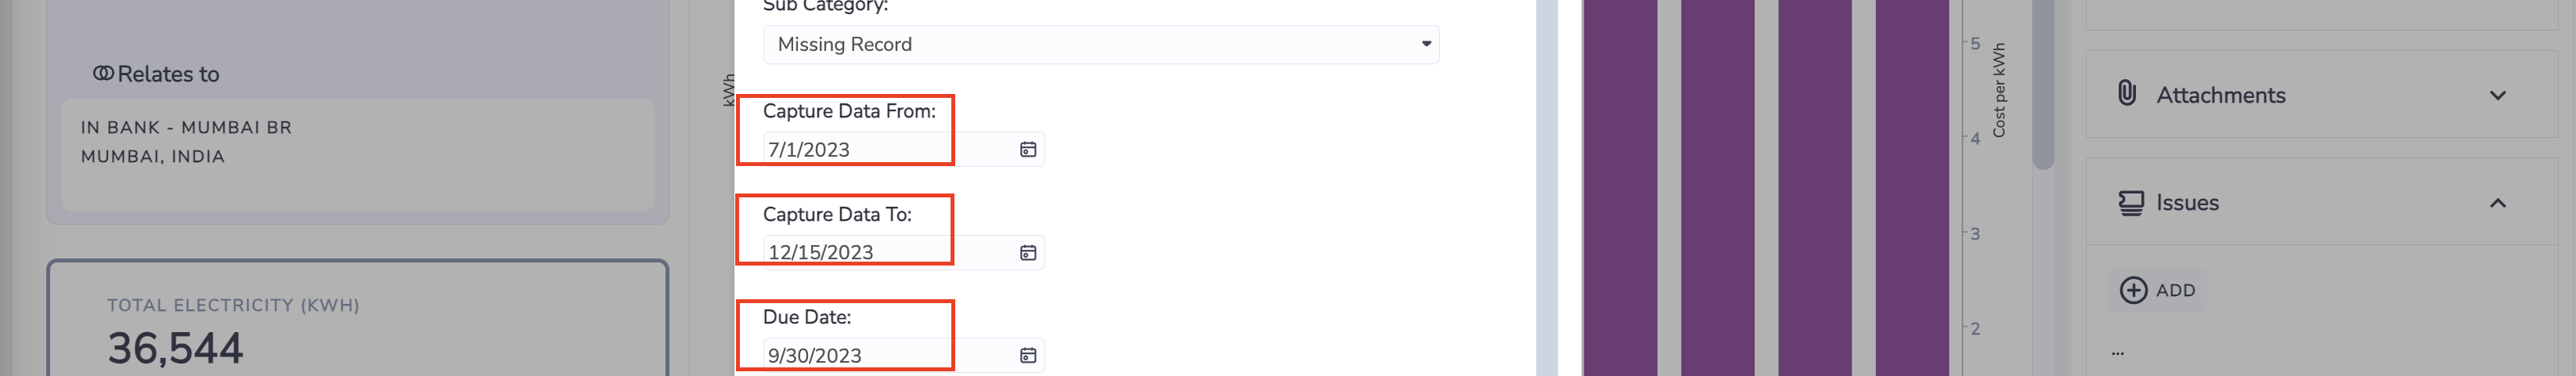 Relates to
IN BANK - MUMBAI BR
MUMBAI, INDIA
TOTAL ELECTRICITY (KWH)
36,544
kWh
Sub Category:
Missing Record
Capture Data From:
7/1/2023
Capture Data To:
12/15/2023
Due Date:
9/30/2023
5
4
3
2
Cost per kWh
Attachments
Issues
ADD
...